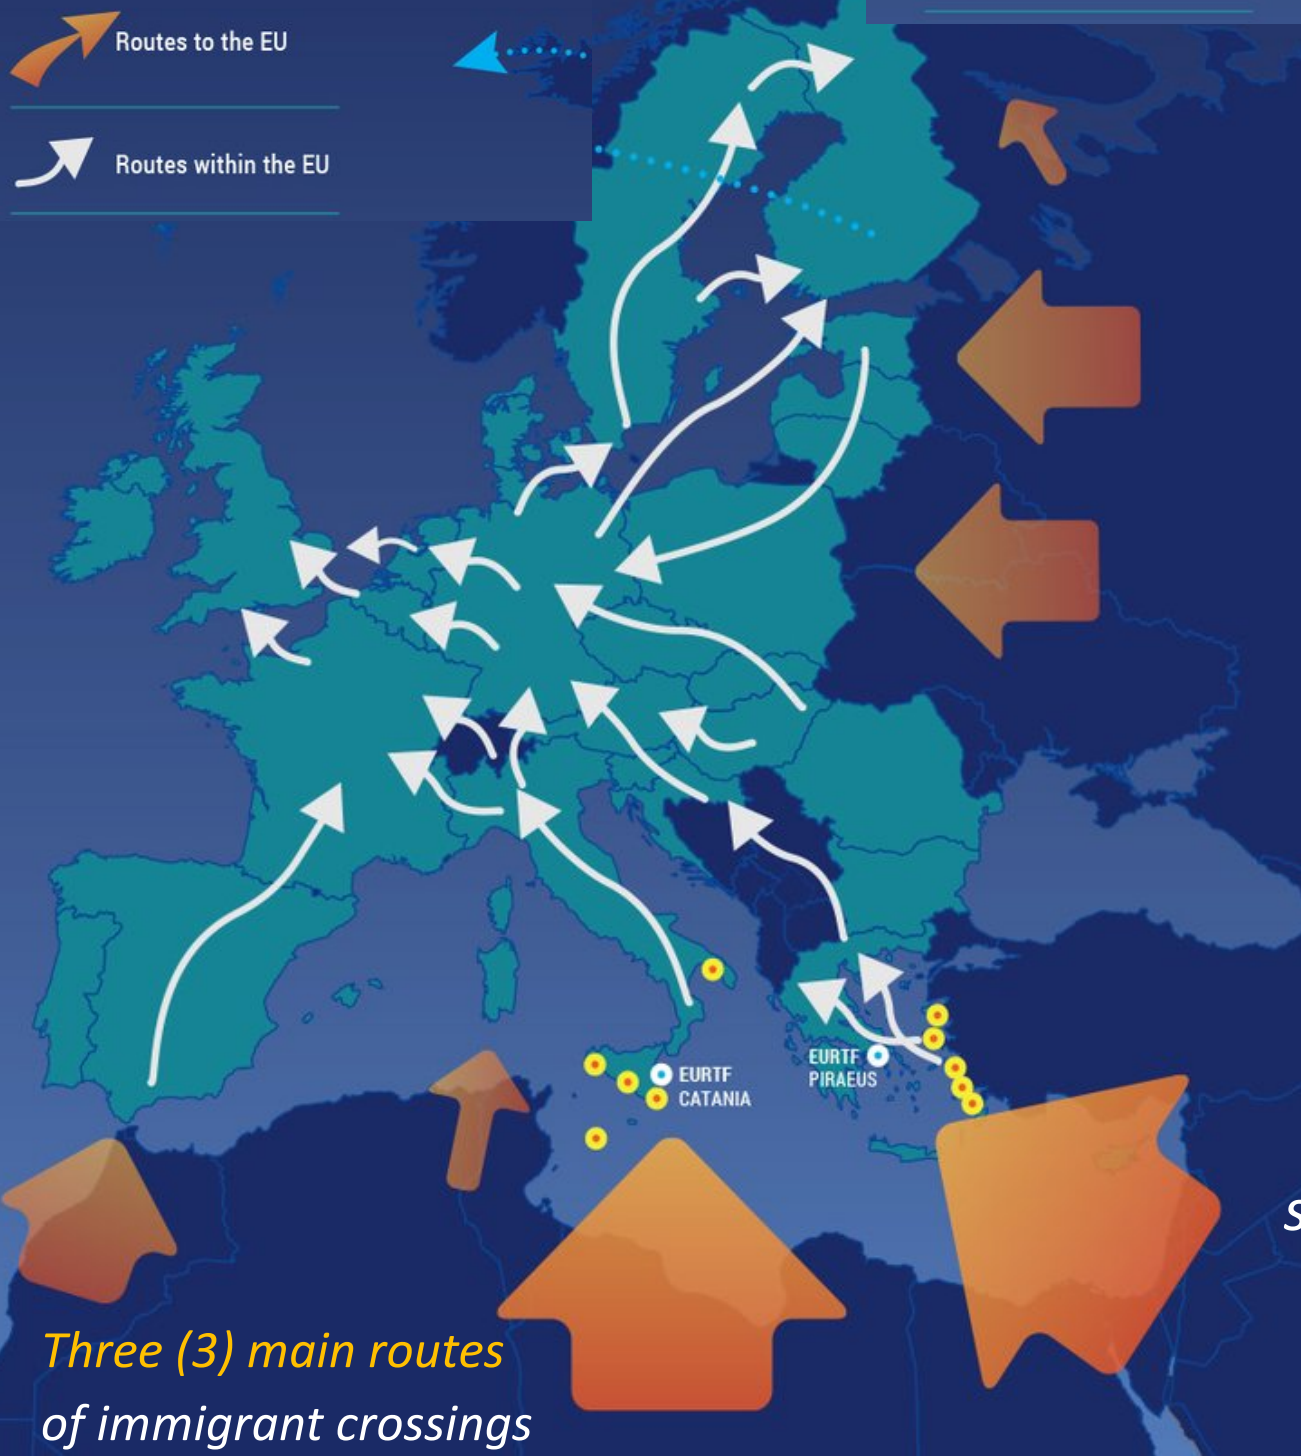 Routes to the EU
Routes within the EU
EURTF
PIRAEUS
EURTF
CATANIA
s
Three (3) main routes
of immigrant crossings